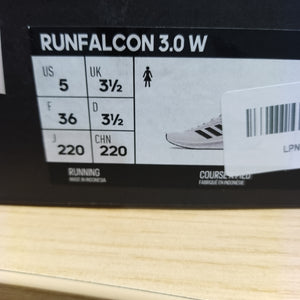 RUNFALCON 3.0 W
US 5 UK 3½
F 36 D 3½
J 220 CHN 220
RUNNING COURSE À PIED
MADE IN INDONESIA FABRIQUÉ EN INDONÉSIE
LPN